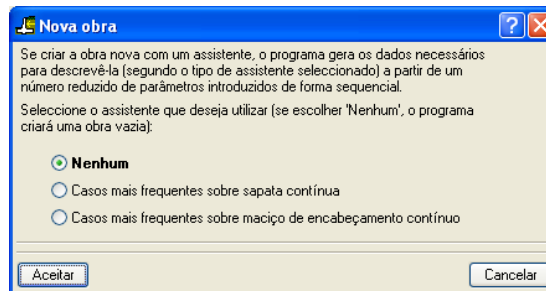 Nova obra
Se criar a obra nova com um assistente, o programa gera os dados necessários
para descrevê-la (segundo o tipo de assistente seleccionado) a partir de um
número reduzido de parâmetros introduzidos de forma sequencial.
Seleccione o assistente que deseja utilizar (se escolher 'Nenhum', o programa
criará uma obra vazia):
Nenhum
Casos mais frequentes sobre sapata contínua
Casos mais frequentes sobre maciço de encabeçamento contínuo
Aceitar
Cancelar